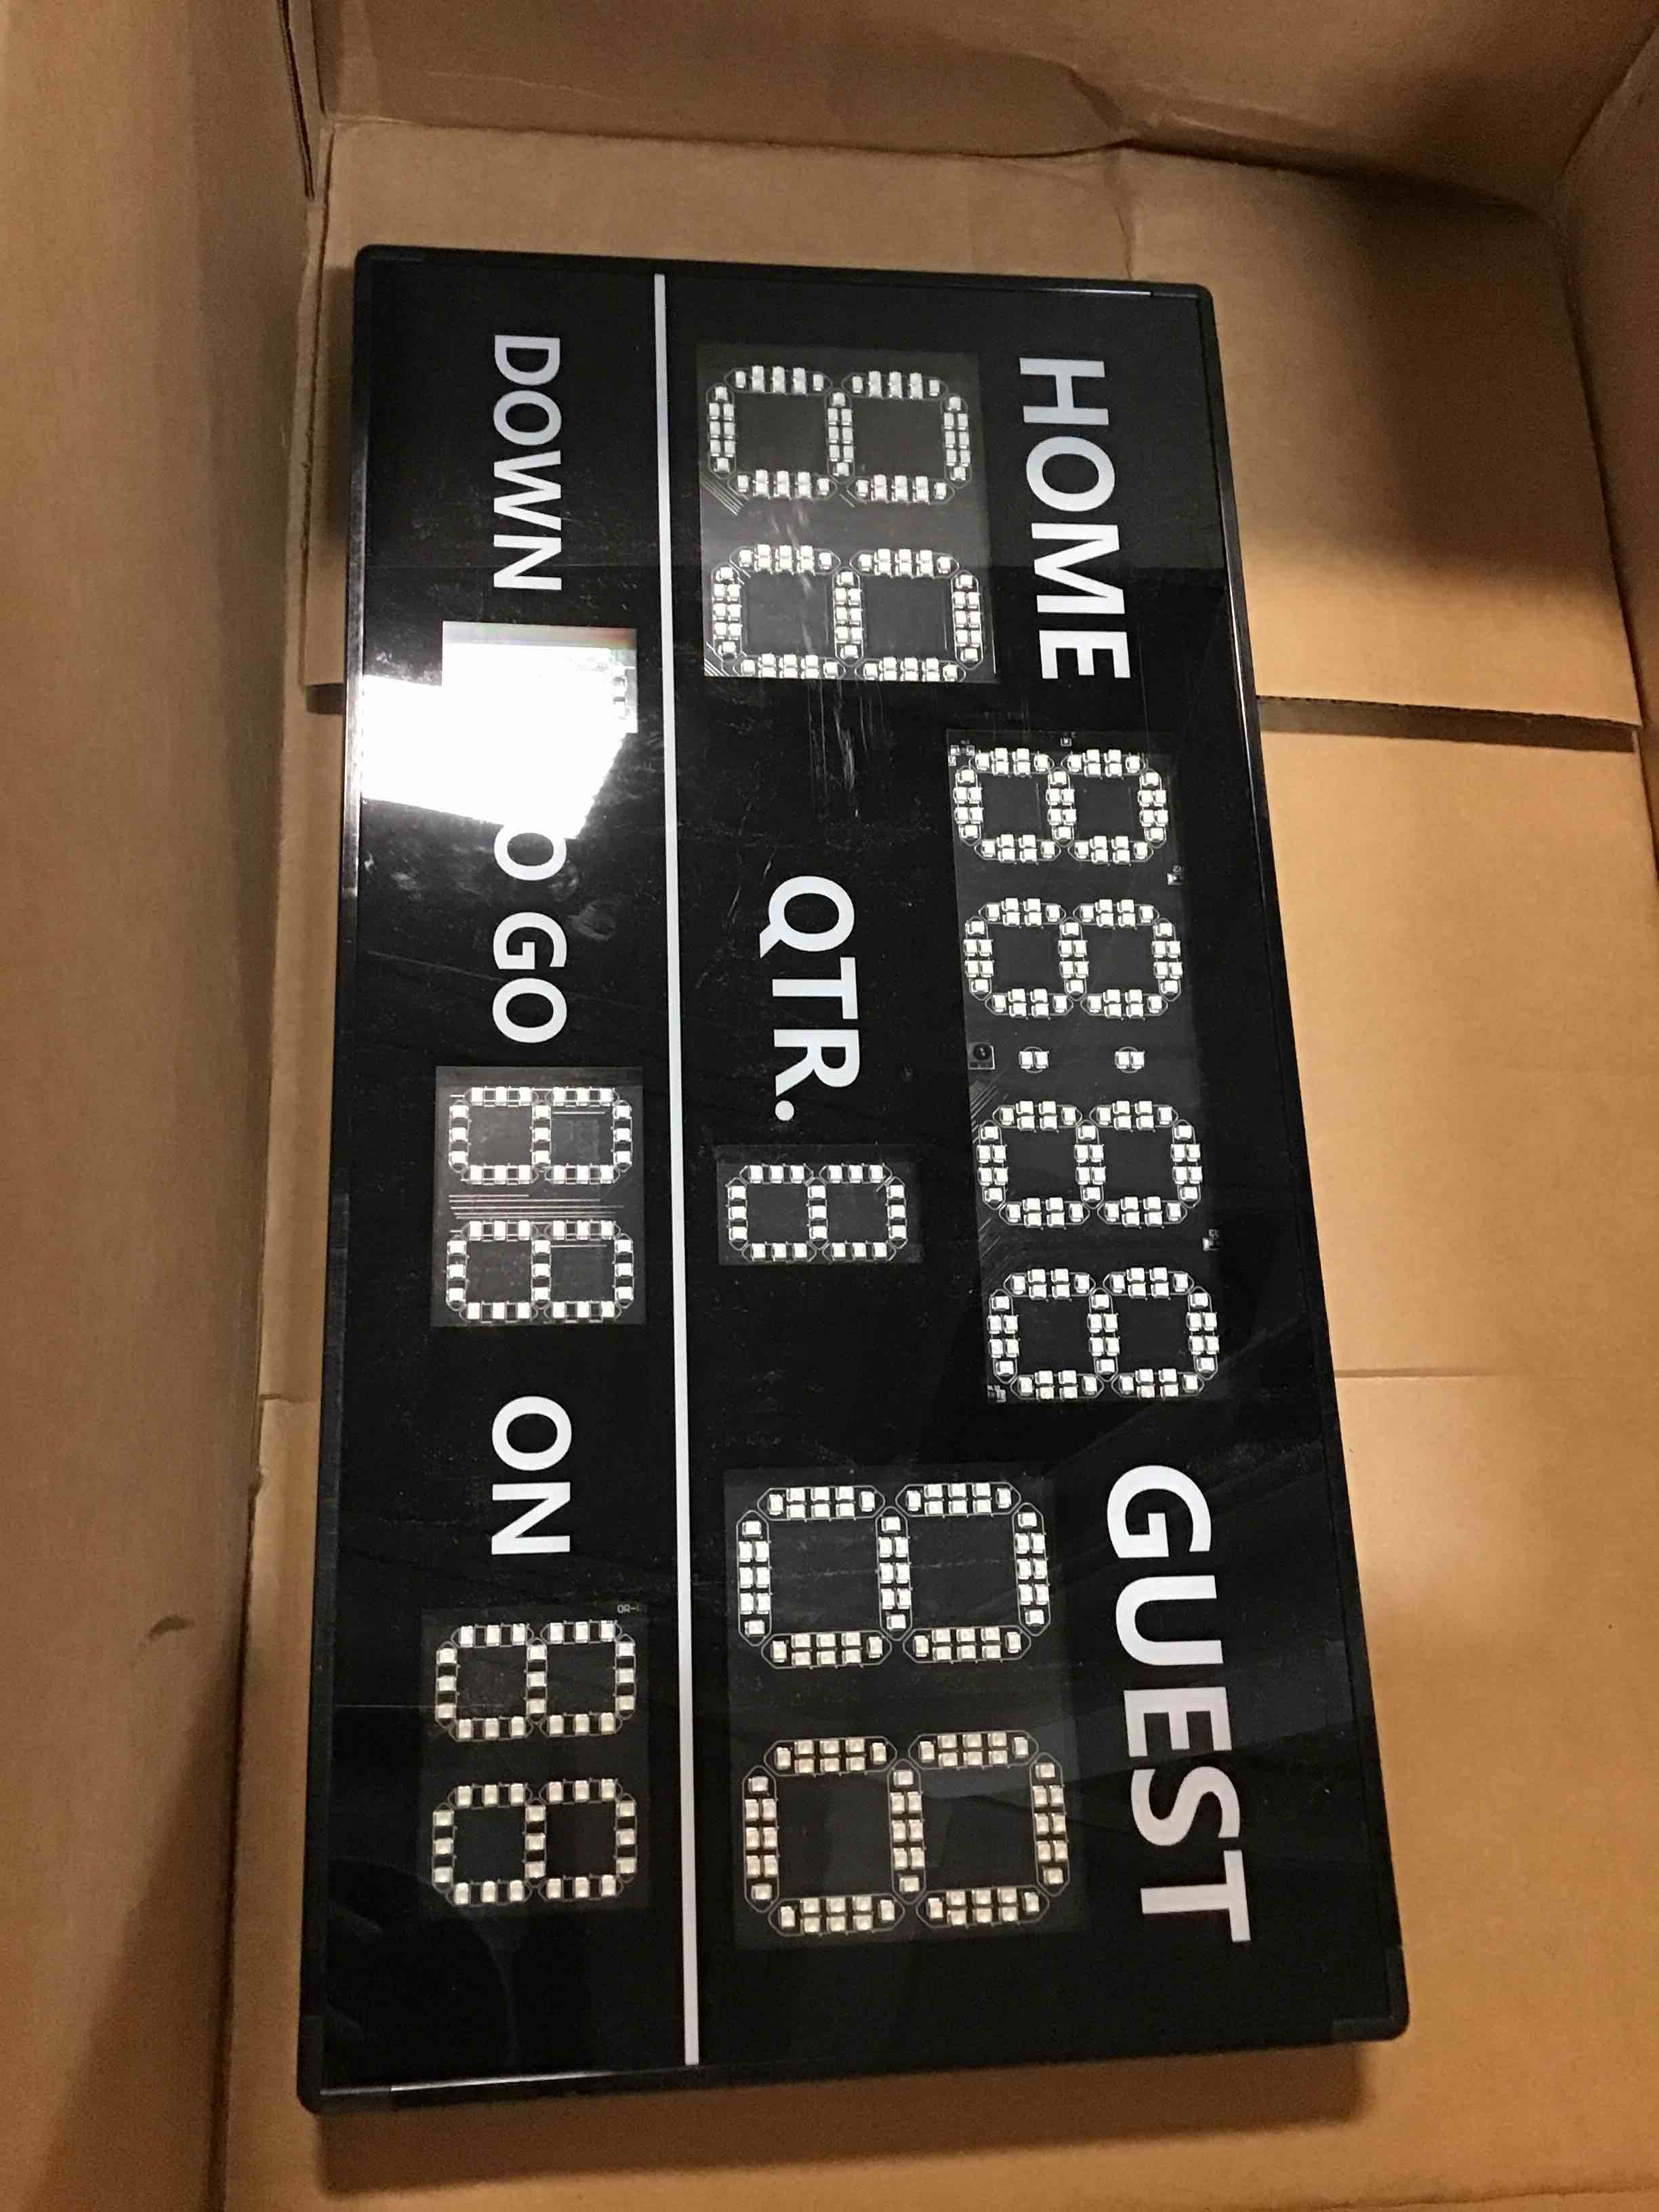 HOME GUEST
QTR.
DOWN O GO ON